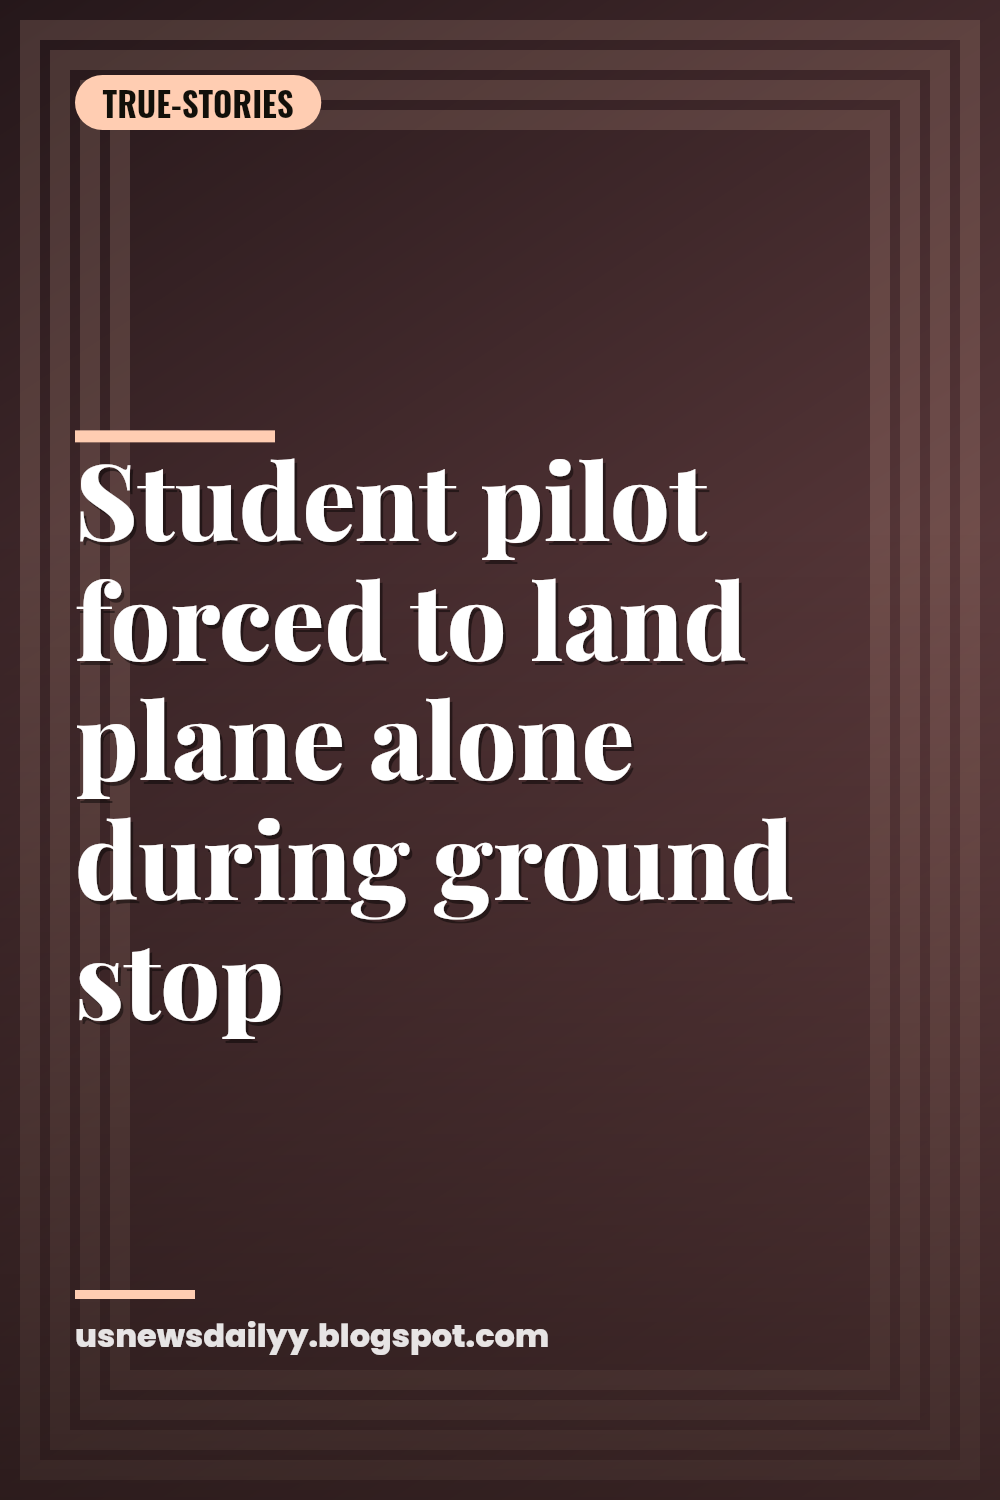 TRUE-STORIES
Student pilot
forced to land
plane alone
during ground
stop
usnewsdailyy.blogspot.com